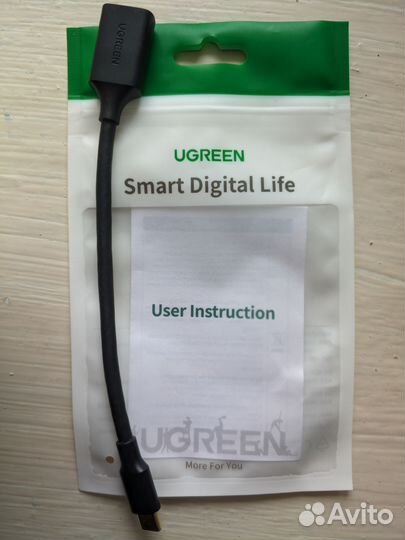 UGREEN
UGREEN
Smart Digital Life
User Instruction
UGREEN
More For You
Avito